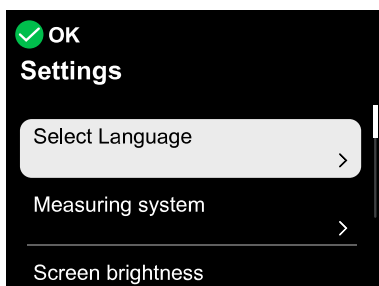 OK
Settings
Select Language
Measuring system
Screen brightness